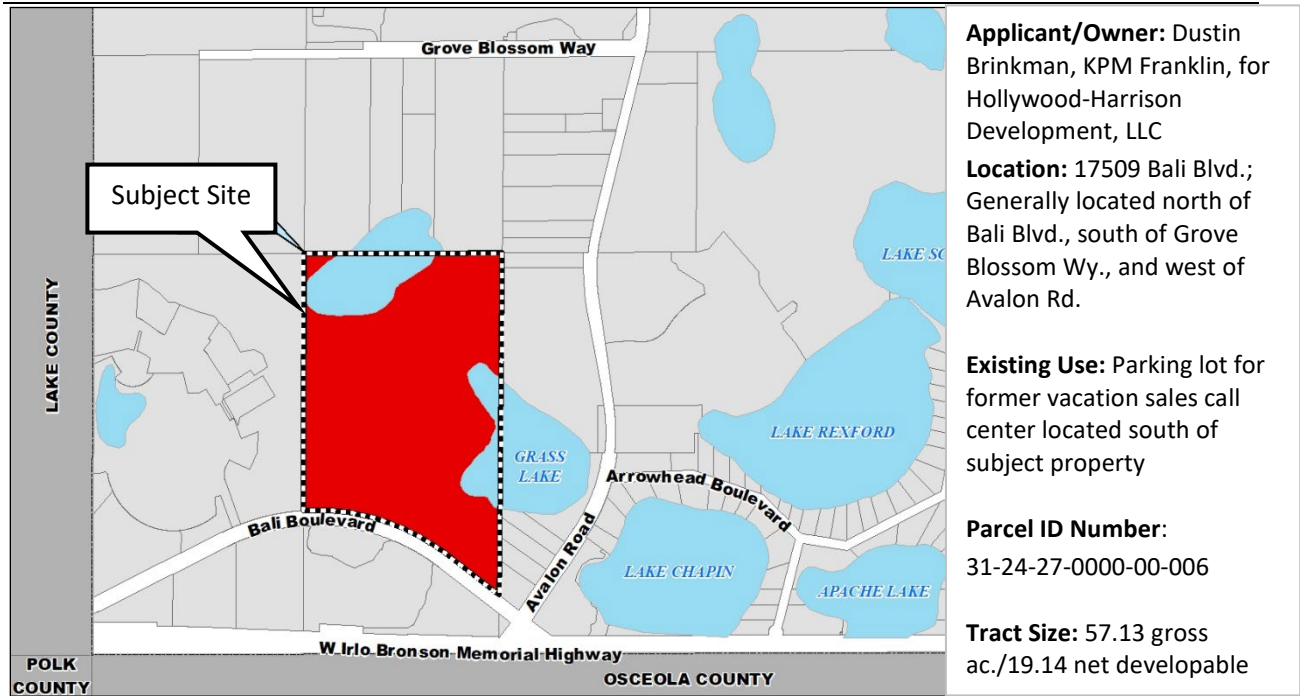 Grove Blossom Way
Subject Site
LAKE COUNTY
LAKE SC
LAKE REXFORD
GRASS
LAKE
Arrowhead Boulevard
Bali Boulevard
Avalon Road
LAKE CHAPIN
APACHE LAKE
W Irlo Bronson Memorial Highway
POLK
COUNTY
OSCEOLA COUNTY
Applicant/Owner: Dustin
Brinkman, KPM Franklin, for
Hollywood-Harrison
Development, LLC
Location: 17509 Bali Blvd.;
Generally located north of
Bali Blvd., south of Grove
Blossom Wy., and west of
Avalon Rd.
Existing Use: Parking lot for
former vacation sales call
center located south of
subject property
Parcel ID Number:
31-24-27-0000-00-006
Tract Size: 57.13 gross
ac./19.14 net developable